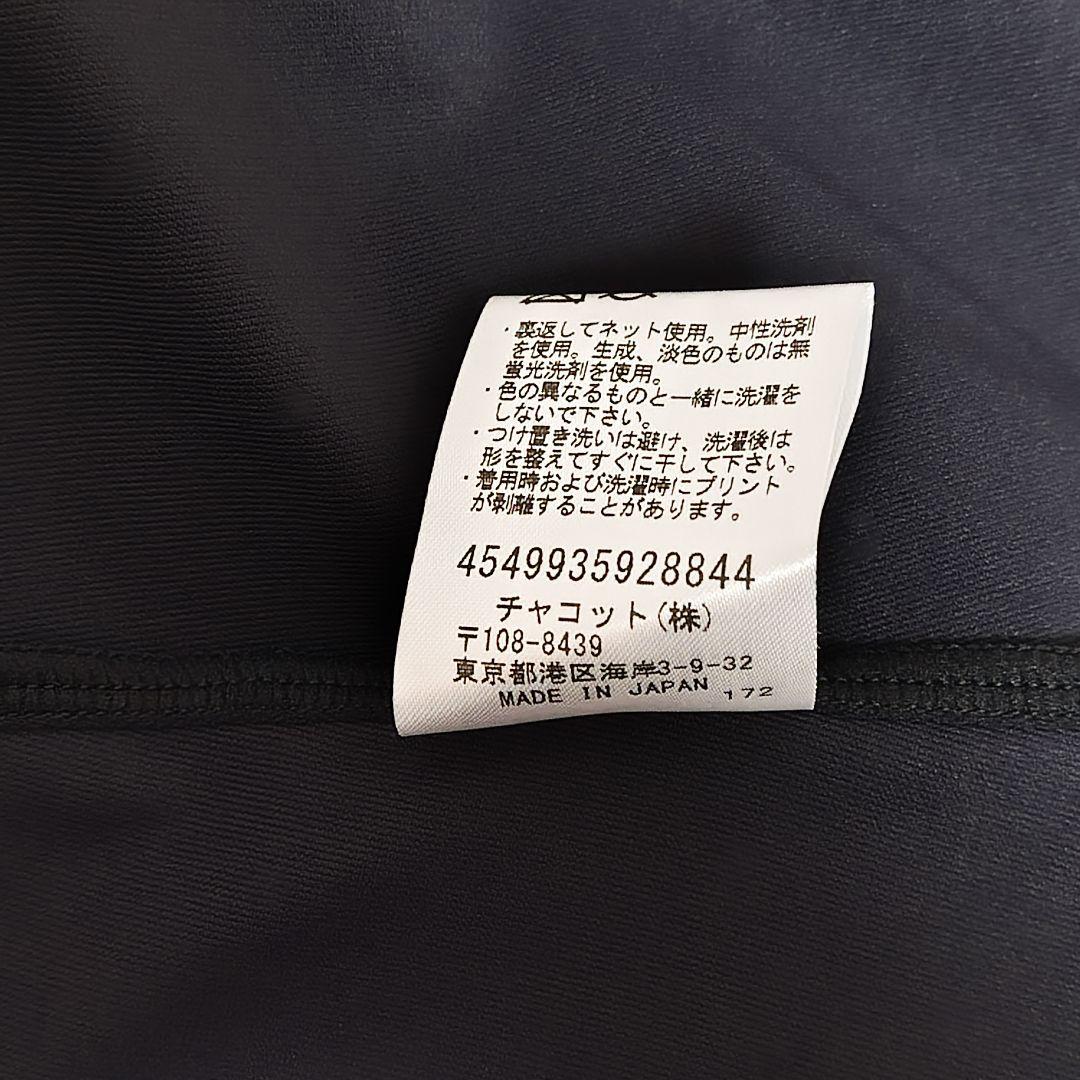 ・裏返してネット使用。中性洗剤
を使用。生成、淡色のものは無
蛍光洗剤を使用。
・色の異なるものと一緒に洗濯を
しないで下さい。
・つけ置き洗いは避け、洗濯後は
形を整えてすぐに干して下さい。
・着用時および洗濯時にプリント
が剥離することがあります。
4549935928844
チャコット(株)
〒108-8439
東京都港区海岸3-9-32
MADE IN JAPAN 172